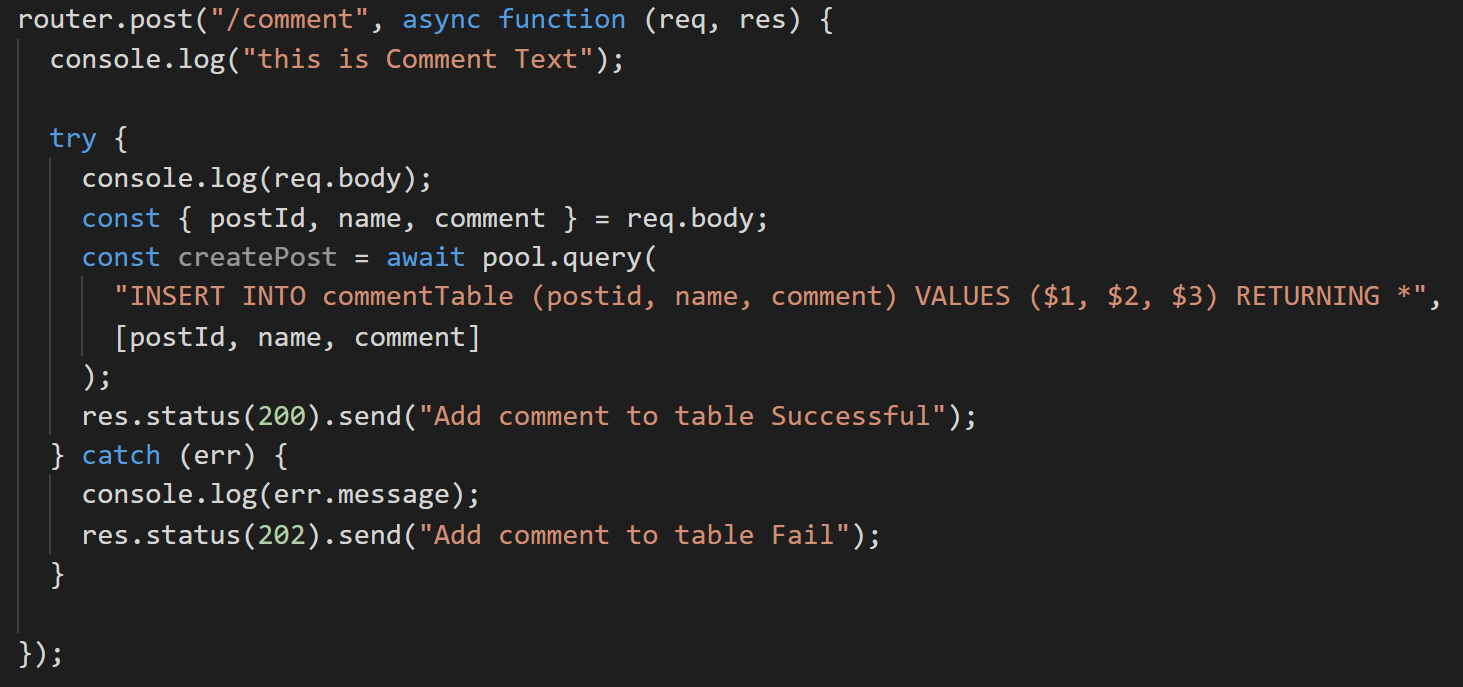 router.post("/comment", async function (req, res) {
  console.log("this is Comment Text");
  try {
    console.log(req.body);
    const { postId, name, comment } = req.body;
    const createPost = await pool.query(
      "INSERT INTO commentTable (postid, name, comment) VALUES ($1, $2, $3) RETURNING *",
      [postId, name, comment]
    );
    res.status(200).send("Add comment to table Successful");
  } catch (err) {
    console.log(err.message);
    res.status(202).send("Add comment to table Fail");
  }
});